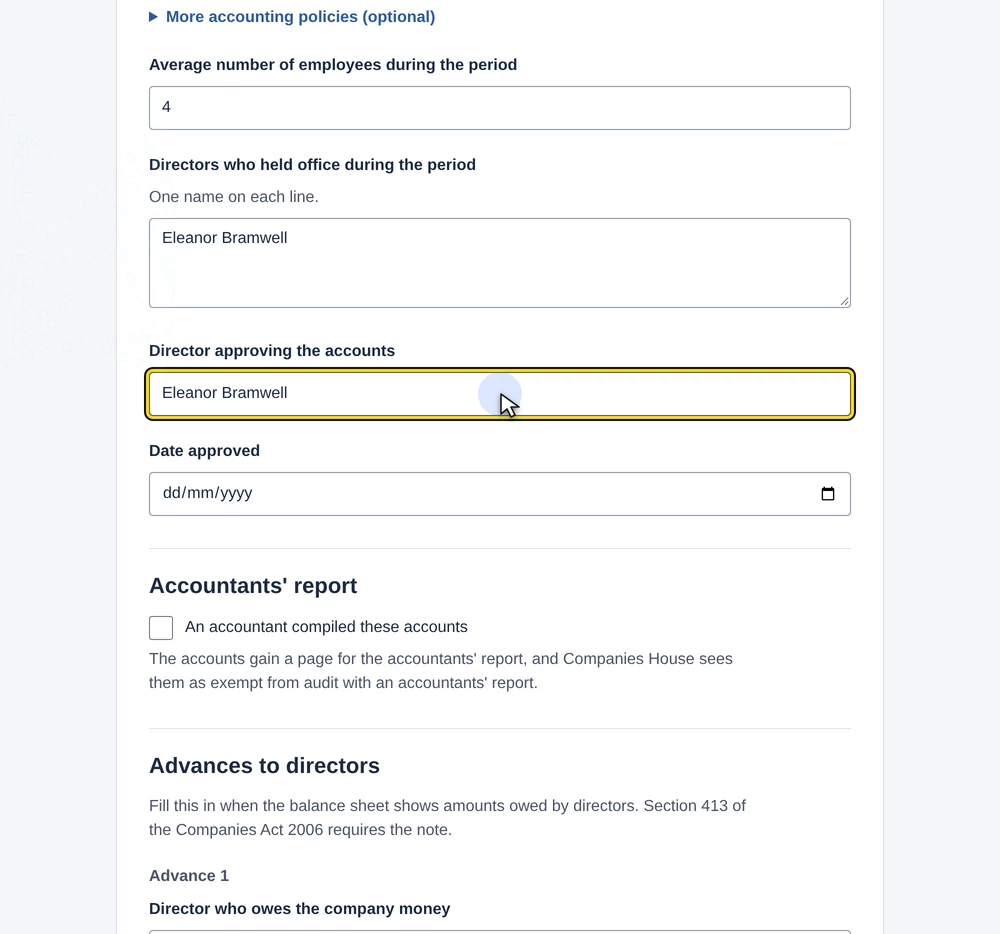 More accounting policies (optional)
Average number of employees during the period
4
Directors who held office during the period
One name on each line.
Eleanor Bramwell
Director approving the accounts
Eleanor Bramwell
Date approved
dd/mm/yyyy
Accountants' report
An accountant compiled these accounts
The accounts gain a page for the accountants' report, and Companies House sees
them as exempt from audit with an accountants' report.
Advances to directors
Fill this in when the balance sheet shows amounts owed by directors. Section 413 of
the Companies Act 2006 requires the note.
Advance 1
Director who owes the company money